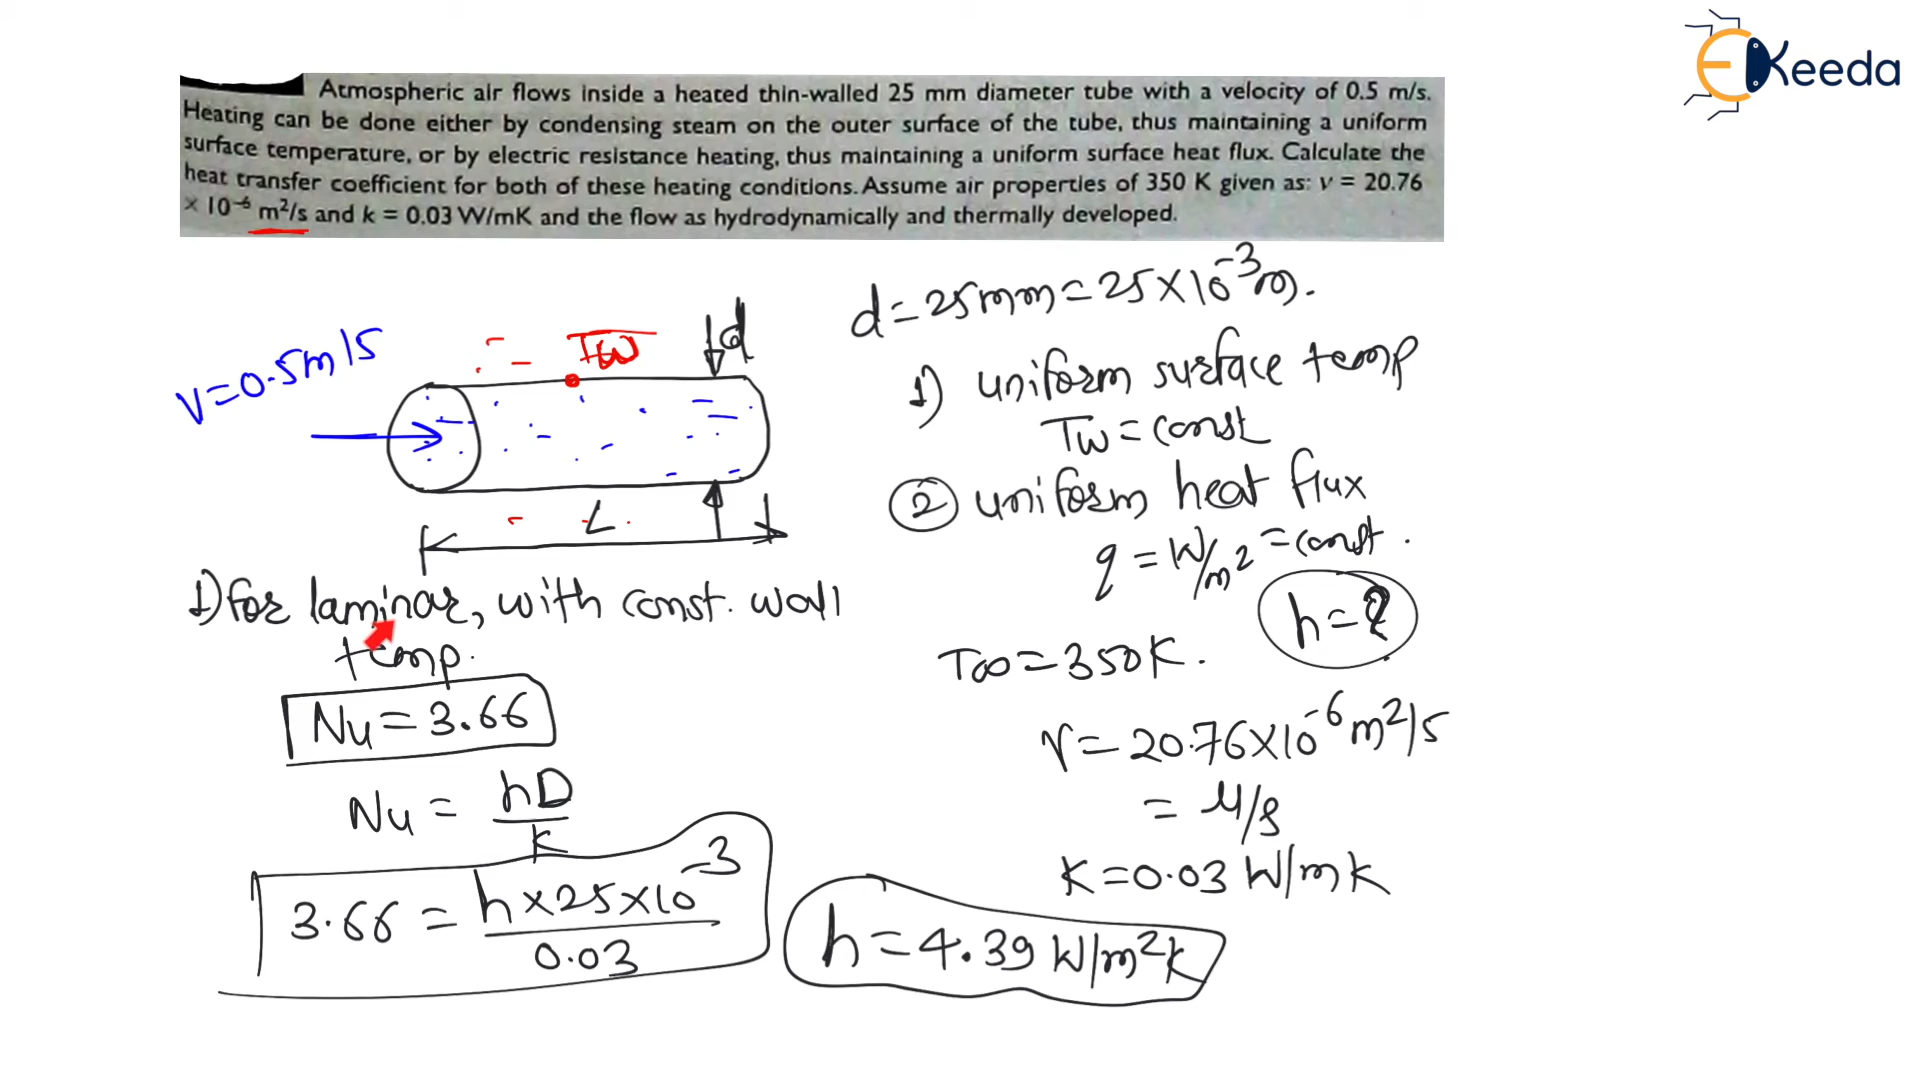 EKeeda
Atmospheric air flows inside a heated thin-walled 25 mm diameter tube with a velocity of 0.5 m/s.
Heating can be done either by condensing steam on the outer surface of the tube, thus maintaining a uniform
surface temperature, or by electric resistance heating, thus maintaining a uniform surface heat flux. Calculate the
heat transfer coefficient for both of these heating conditions. Assume air properties of 350 K given as: ν = 20.76
× 10⁻⁶ m²/s and k = 0.03 W/mK and the flow as hydrodynamically and thermally developed.
V=0.5m/s
Tw
d
L
1) for laminar, with const. wall
temp.
Nu = 3.66
Nu = hD/K
3.66 = h×25×10⁻³/0.03
d=25mm=25×10⁻³m.
1) uniform surface temp
Tw=const
② uniform heat flux
q = W/m² = const.
h=?
T∞=350K.
ν=20.76×10⁻⁶m²/s
= μ/ρ
K=0.03 W/mK
h=4.39 W/m²K